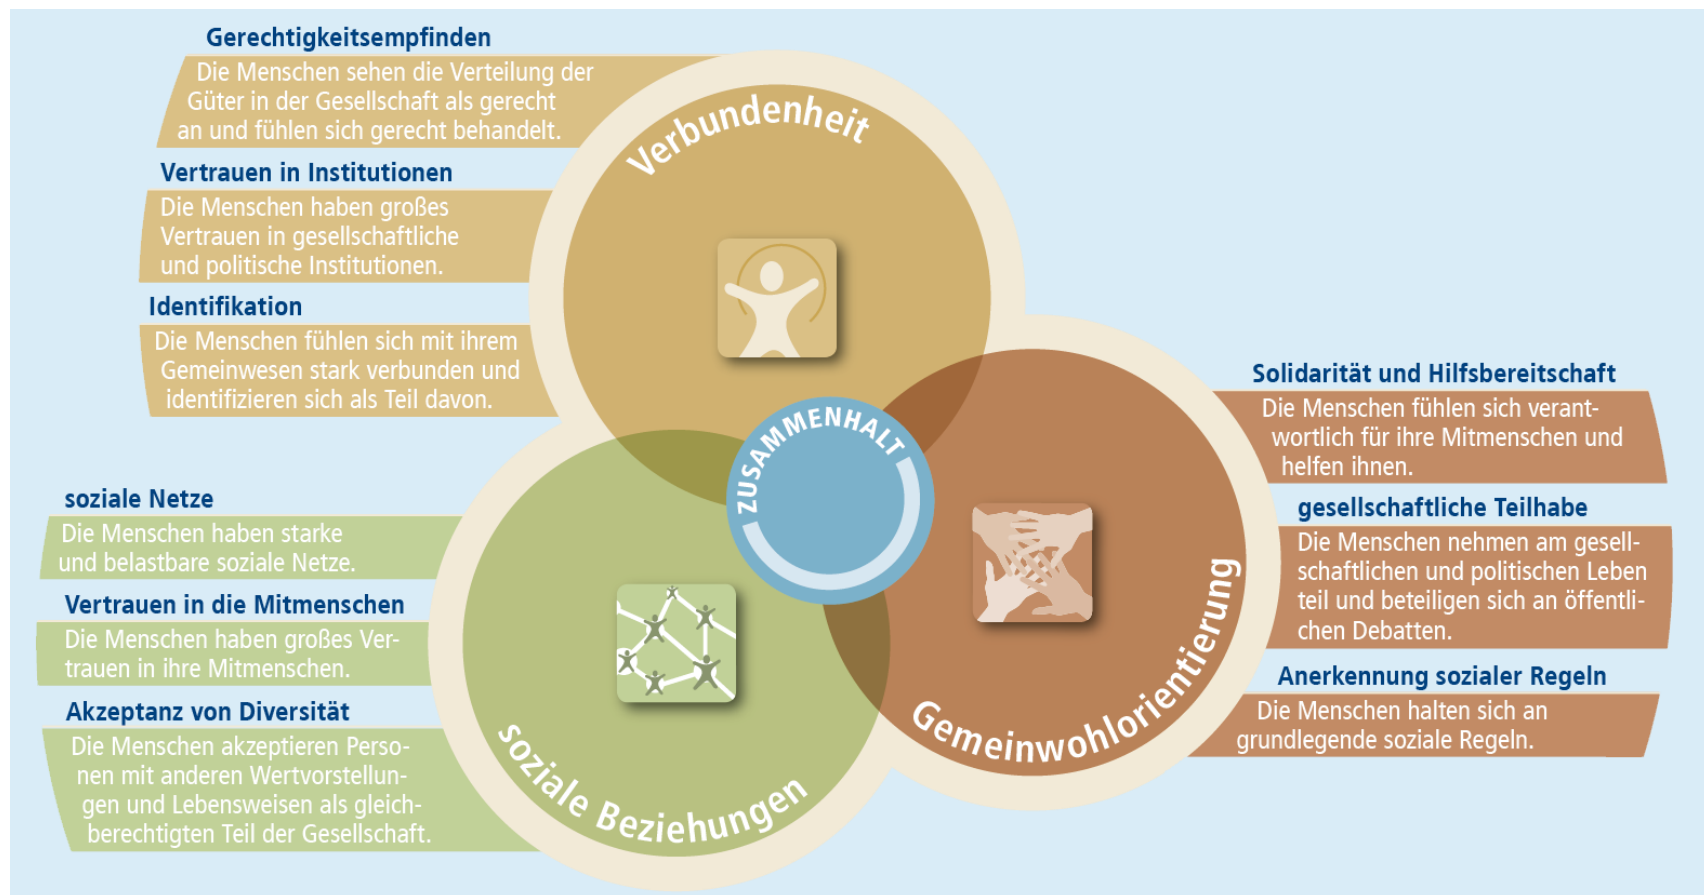 Gerechtigkeitsempfinden
Die Menschen sehen die Verteilung der
Güter in der Gesellschaft als gerecht
an und fühlen sich gerecht behandelt.
Vertrauen in Institutionen
Die Menschen haben großes
Vertrauen in gesellschaftliche
und politische Institutionen.
Identifikation
Die Menschen fühlen sich mit ihrem
Gemeinwesen stark verbunden und
identifizieren sich als Teil davon.
Verbundenheit
ZUSAMMENHALT
soziale Netze
Die Menschen haben starke
und belastbare soziale Netze.
Vertrauen in die Mitmenschen
Die Menschen haben großes Ver-
trauen in ihre Mitmenschen.
Akzeptanz von Diversität
Die Menschen akzeptieren Perso-
nen mit anderen Wertvorstellun-
gen und Lebensweisen als gleich-
berechtigten Teil der Gesellschaft.
soziale Beziehungen
Gemeinwohlorientierung
Solidarität und Hilfsbereitschaft
Die Menschen fühlen sich verant-
wortlich für ihre Mitmenschen und
helfen ihnen.
gesellschaftliche Teilhabe
Die Menschen nehmen am gesell-
schaftlichen und politischen Leben
teil und beteiligen sich an öffentli-
chen Debatten.
Anerkennung sozialer Regeln
Die Menschen halten sich an
grundlegende soziale Regeln.